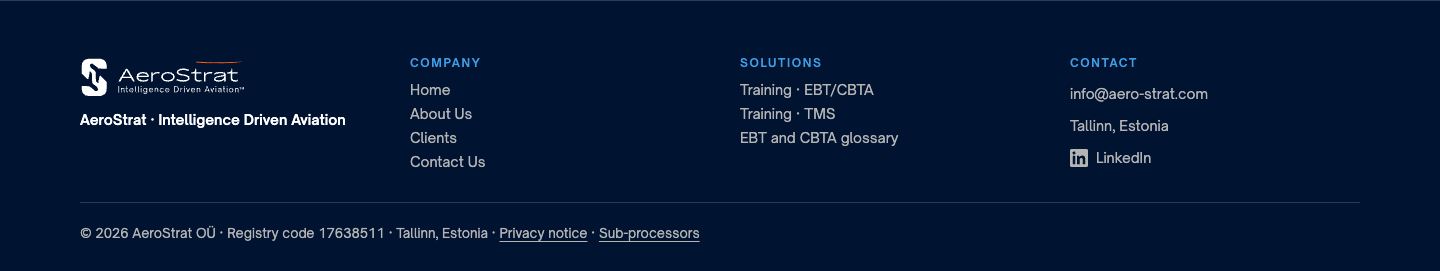 AeroStrat
Intelligence Driven Aviation™
AeroStrat · Intelligence Driven Aviation
COMPANY
Home
About Us
Clients
Contact Us
SOLUTIONS
Training · EBT/CBTA
Training · TMS
EBT and CBTA glossary
CONTACT
info@aero-strat.com
Tallinn, Estonia
LinkedIn
© 2026 AeroStrat OÜ · Registry code 17638511 · Tallinn, Estonia · Privacy notice · Sub-processors